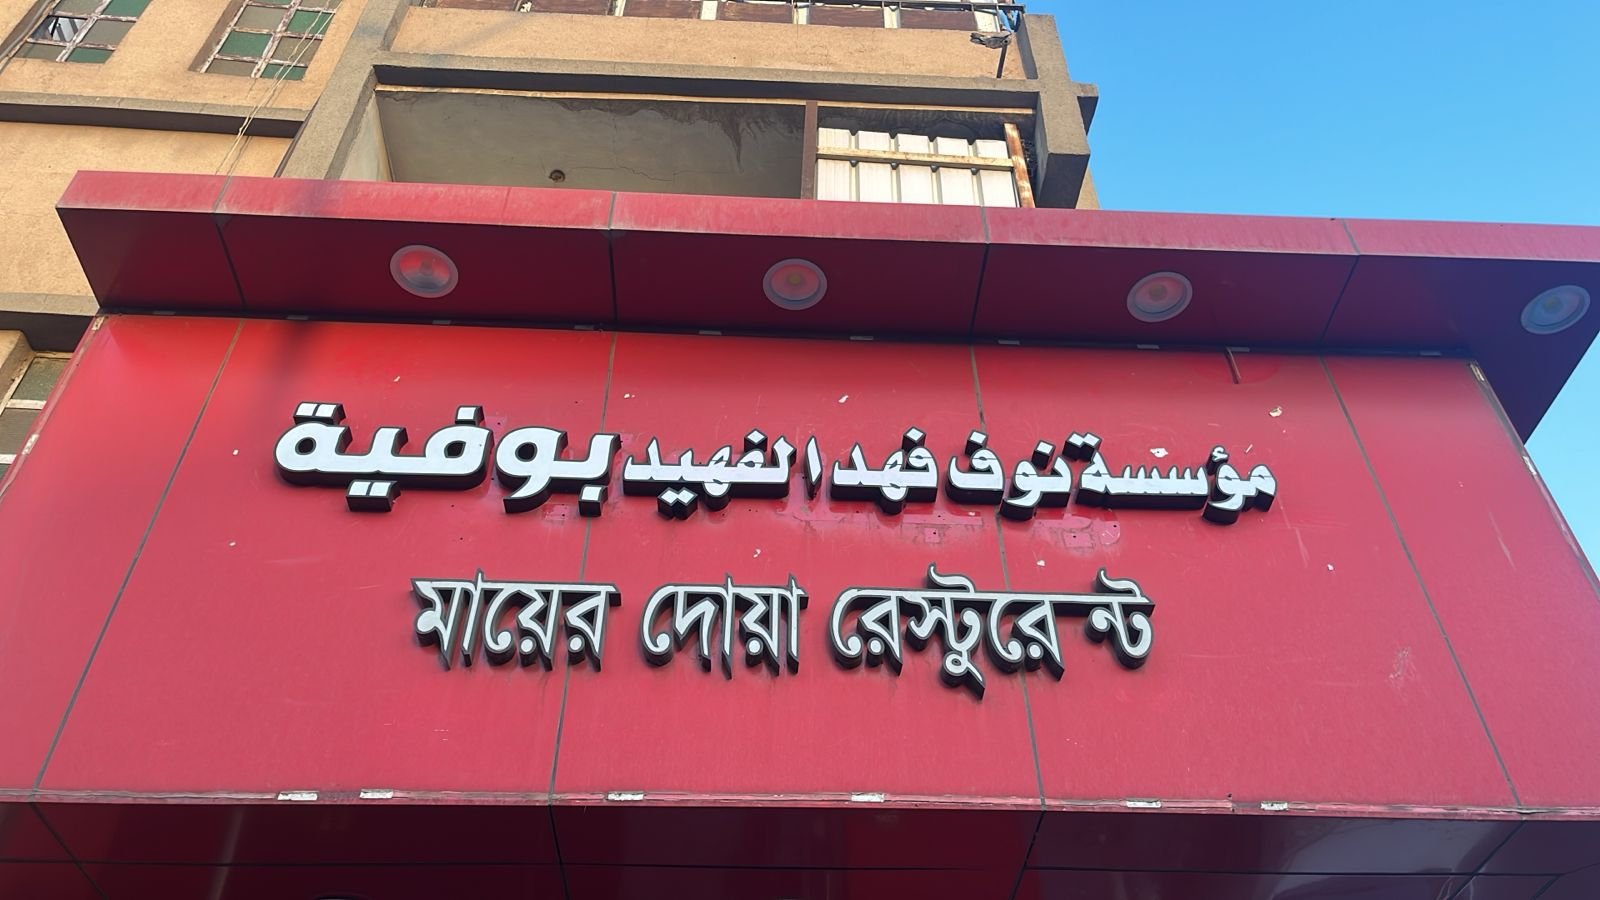 مؤسسة نوف فهد الفهيد بوفية
মায়ের দোয়া রেস্টুরেন্ট